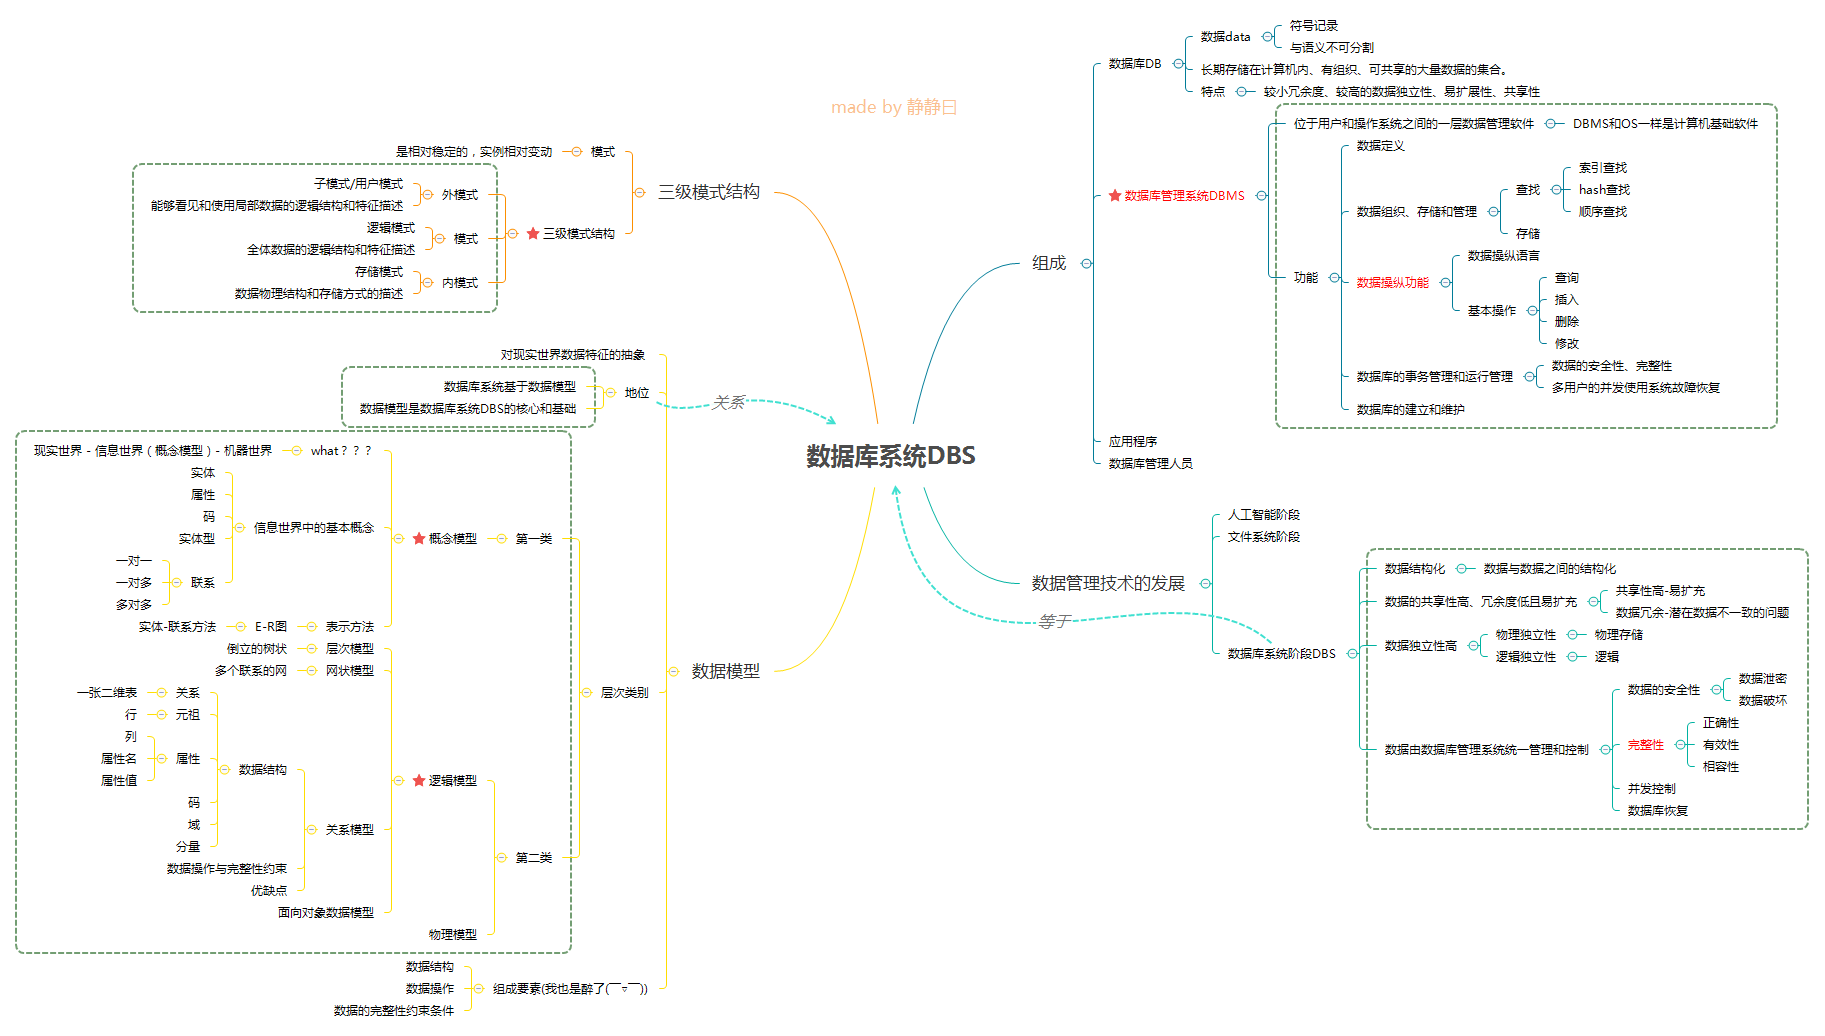 made by 静静曰
数据库系统DBS
组成
数据库DB
数据data
符号记录
与语义不可分割
长期存储在计算机内、有组织、可共享的大量数据的集合。
特点
较小冗余度、较高的数据独立性、易扩展性、共享性
数据库管理系统DBMS
位于用户和操作系统之间的一层数据管理软件
DBMS和OS一样是计算机基础软件
功能
数据定义
数据组织、存储和管理
查找
索引查找
hash查找
顺序查找
存储
数据操纵功能
数据操纵语言
基本操作
查询
插入
删除
修改
数据库的事务管理和运行管理
数据的安全性、完整性
多用户的并发使用系统故障恢复
数据库的建立和维护
应用程序
数据库管理人员
数据管理技术的发展
人工智能阶段
文件系统阶段
数据库系统阶段DBS
数据结构化
数据与数据之间的结构化
数据的共享性高、冗余度低且易扩充
共享性高-易扩充
数据冗余-潜在数据不一致的问题
数据独立性高
物理独立性
物理存储
逻辑独立性
逻辑
数据由数据库管理系统统一管理和控制
数据的安全性
数据泄密
数据破坏
完整性
正确性
有效性
相容性
并发控制
数据库恢复
等于
三级模式结构
模式
是相对稳定的，实例相对变动
三级模式结构
外模式
子模式/用户模式
能够看见和使用局部数据的逻辑结构和特征描述
模式
逻辑模式
全体数据的逻辑结构和特征描述
内模式
存储模式
数据物理结构和存储方式的描述
数据模型
对现实世界数据特征的抽象
地位
数据库系统基于数据模型
数据模型是数据库系统DBS的核心和基础
关系
层次类别
第一类
概念模型
what？？？
现实世界 - 信息世界（概念模型）- 机器世界
信息世界中的基本概念
实体
属性
码
实体型
联系
一对一
一对多
多对多
表示方法
E-R图
实体-联系方法
第二类
逻辑模型
层次模型
倒立的树状
网状模型
多个联系的网
关系模型
数据结构
关系
一张二维表
元祖
行
属性
列
属性名
属性值
码
域
分量
数据操作与完整性约束
优缺点
面向对象数据模型
物理模型
组成要素(我也是醉了(￣▽￣))
数据结构
数据操作
数据的完整性约束条件